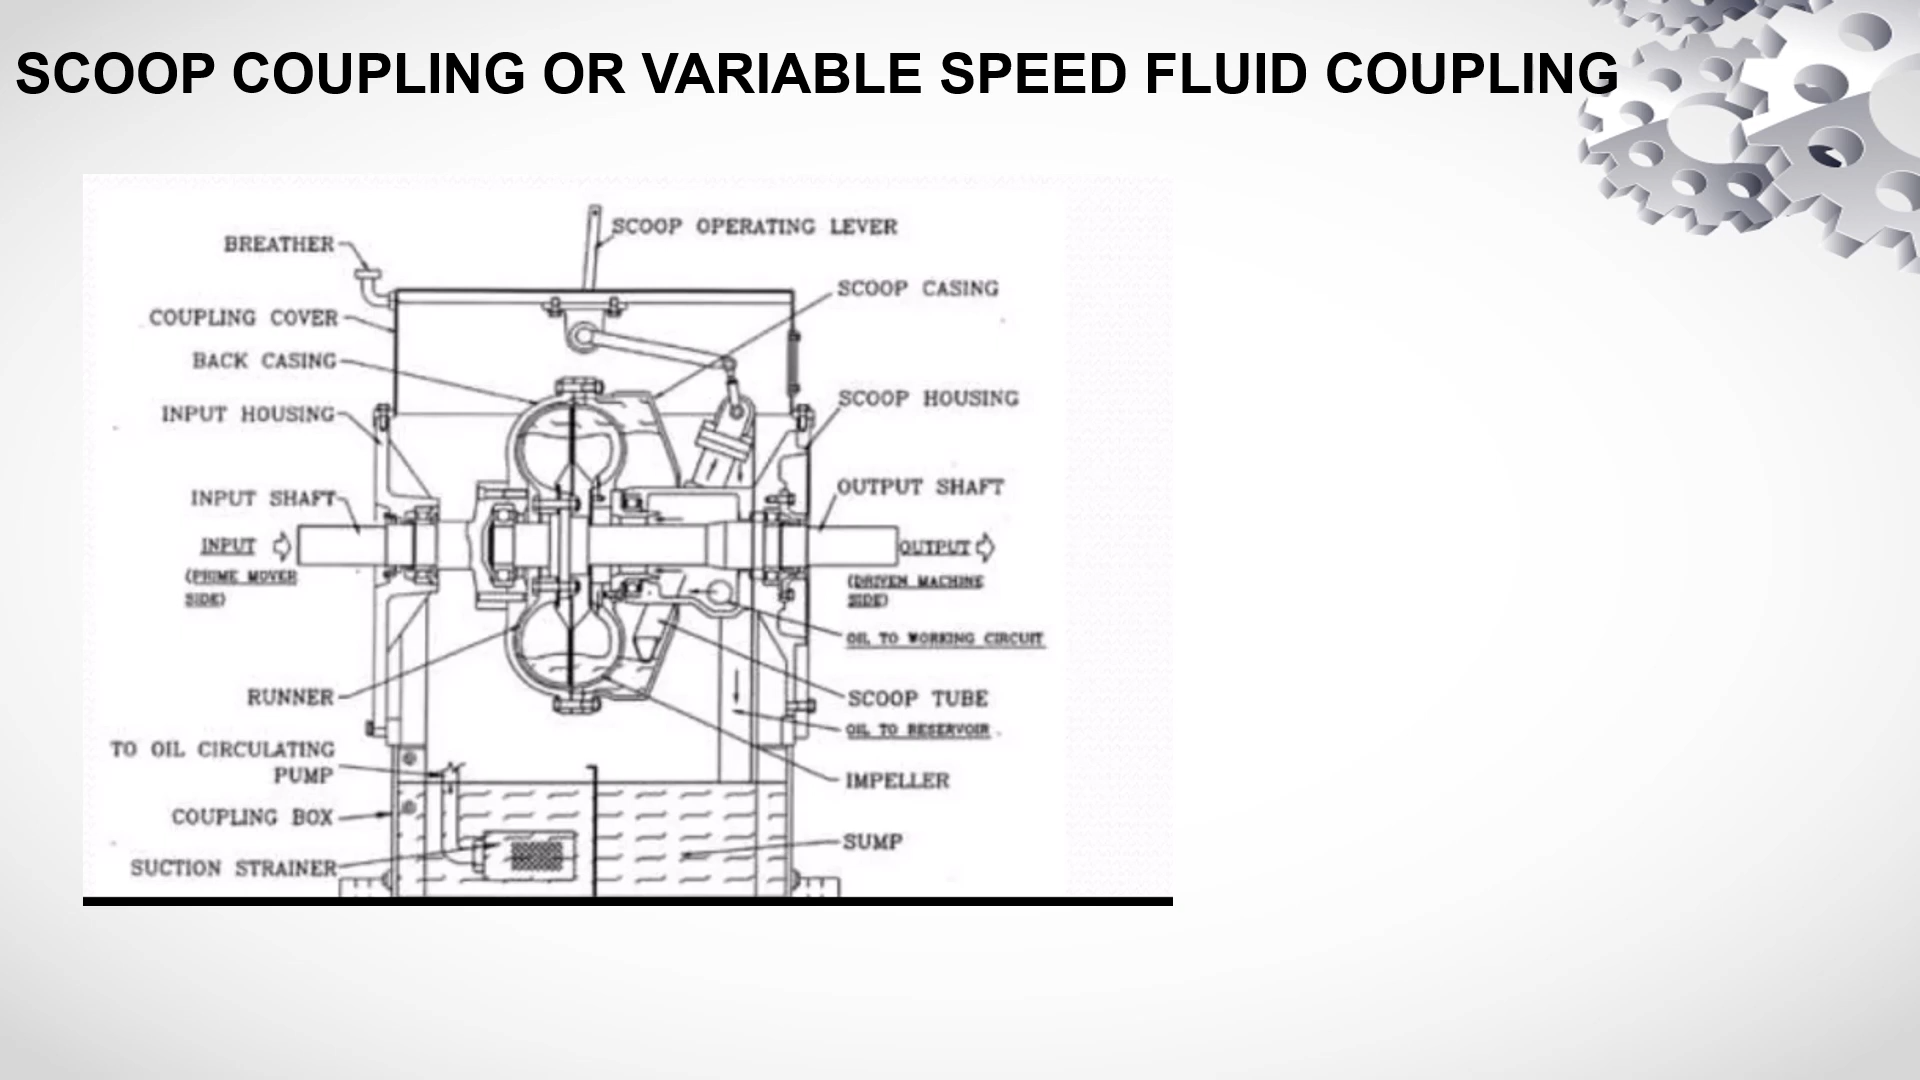 SCOOP COUPLING OR VARIABLE SPEED FLUID COUPLING
SCOOP OPERATING LEVER
BREATHER
SCOOP CASING
COUPLING COVER
BACK CASING
SCOOP HOUSING
INPUT HOUSING
OUTPUT SHAFT
INPUT SHAFT
INPUT
(PRIME MOVER
SIDE)
OUTPUT
(DRIVEN MACHINE
SIDE)
OIL TO WORKING CIRCUIT
RUNNER
SCOOP TUBE
OIL TO RESERVOIR
TO OIL CIRCULATING
PUMP
IMPELLER
COUPLING BOX
SUMP
SUCTION STRAINER